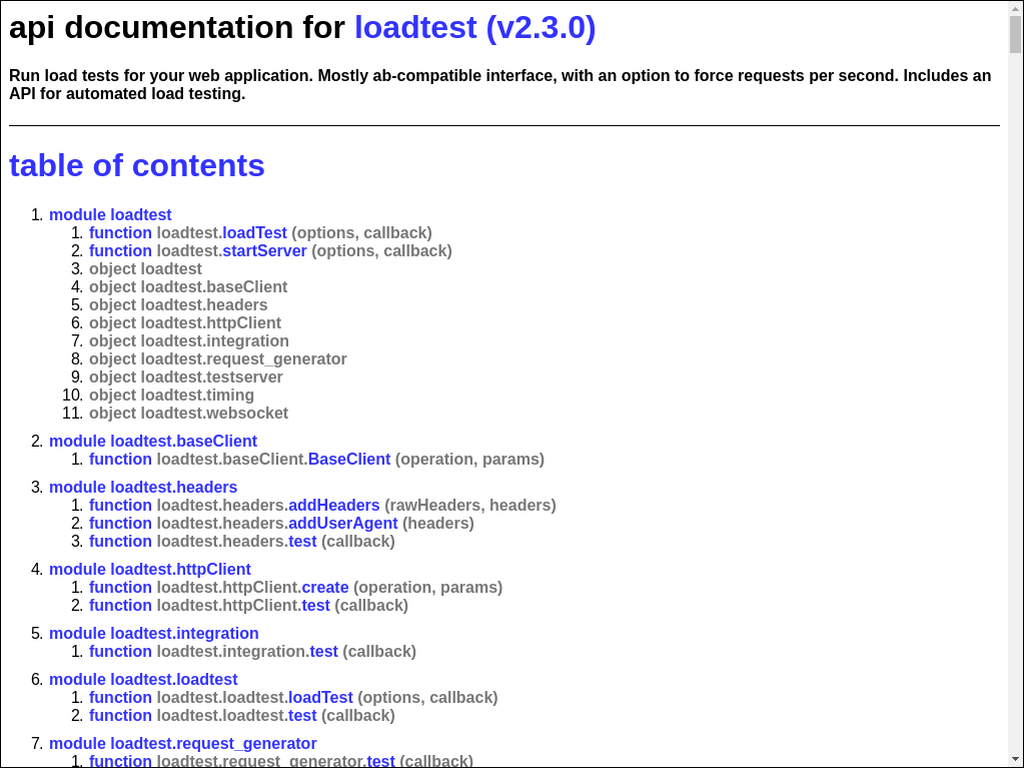 api documentation for loadtest (v2.3.0)
Run load tests for your web application. Mostly ab-compatible interface, with an option to force requests per second. Includes an
API for automated load testing.
table of contents
1. module loadtest
1. function loadtest.loadTest (options, callback)
2. function loadtest.startServer (options, callback)
3. object loadtest
4. object loadtest.baseClient
5. object loadtest.headers
6. object loadtest.httpClient
7. object loadtest.integration
8. object loadtest.request_generator
9. object loadtest.testserver
10. object loadtest.timing
11. object loadtest.websocket
2. module loadtest.baseClient
1. function loadtest.baseClient.BaseClient (operation, params)
3. module loadtest.headers
1. function loadtest.headers.addHeaders (rawHeaders, headers)
2. function loadtest.headers.addUserAgent (headers)
3. function loadtest.headers.test (callback)
4. module loadtest.httpClient
1. function loadtest.httpClient.create (operation, params)
2. function loadtest.httpClient.test (callback)
5. module loadtest.integration
1. function loadtest.integration.test (callback)
6. module loadtest.loadtest
1. function loadtest.loadtest.loadTest (options, callback)
2. function loadtest.loadtest.test (callback)
7. module loadtest.request_generator
1. function loadtest.request_generator.test (callback)